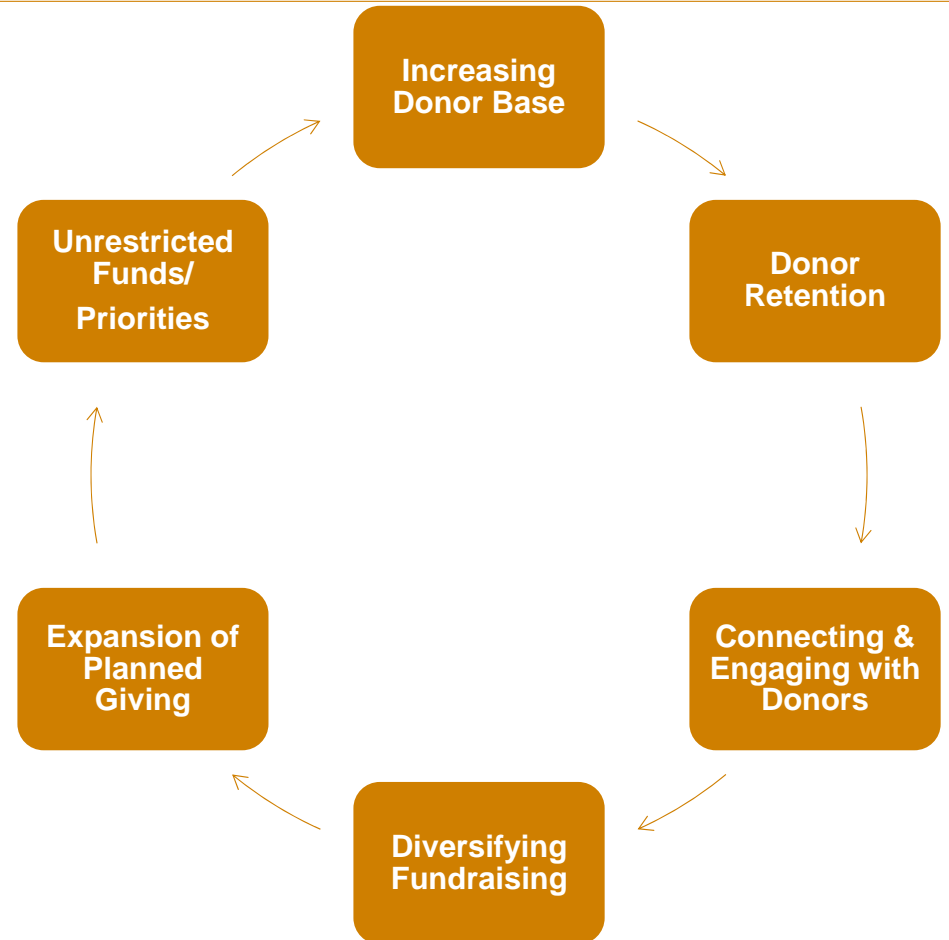 Increasing
Donor Base
Donor
Retention
Connecting &
Engaging with
Donors
Diversifying
Fundraising
Expansion of
Planned
Giving
Unrestricted
Funds/
Priorities